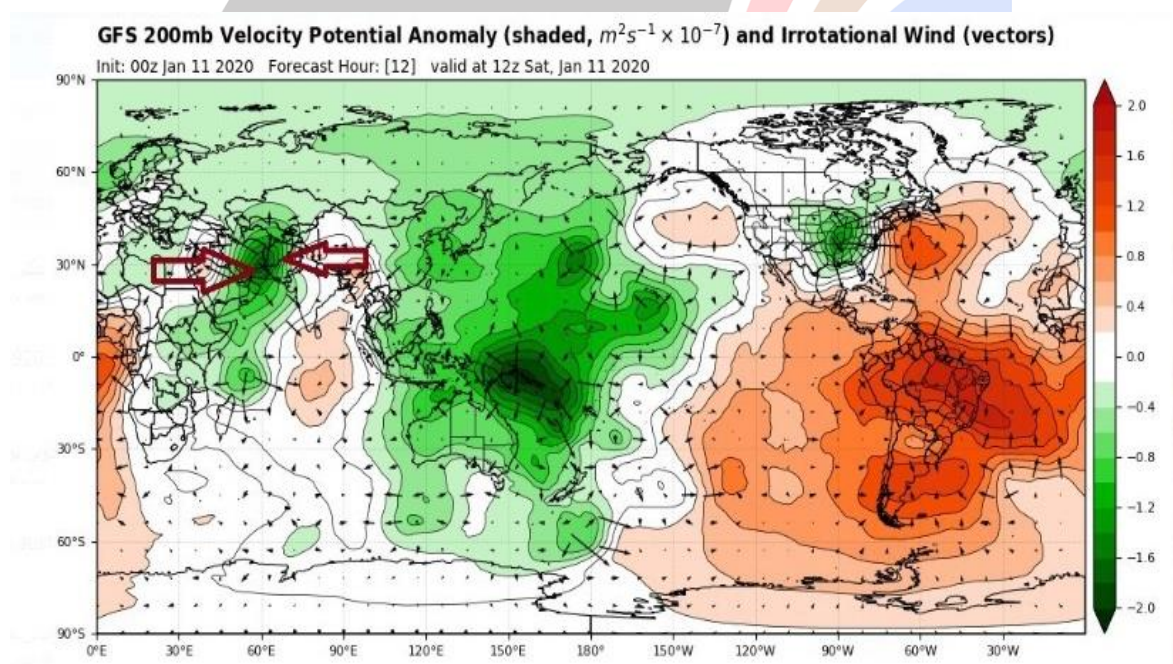 GFS 200mb Velocity Potential Anomaly (shaded, m²s⁻¹ × 10⁻⁷) and Irrotational Wind (vectors)
Init: 00z Jan 11 2020 Forecast Hour: [12] valid at 12z Sat, Jan 11 2020
90°N
60°N
30°N
0°
30°S
60°S
90°S
0°E 30°E 60°E 90°E 120°E 150°E 180° 150°W 120°W 90°W 60°W 30°W
2.0
1.6
1.2
0.8
0.4
0.0
−0.4
−0.8
−1.2
−1.6
−2.0